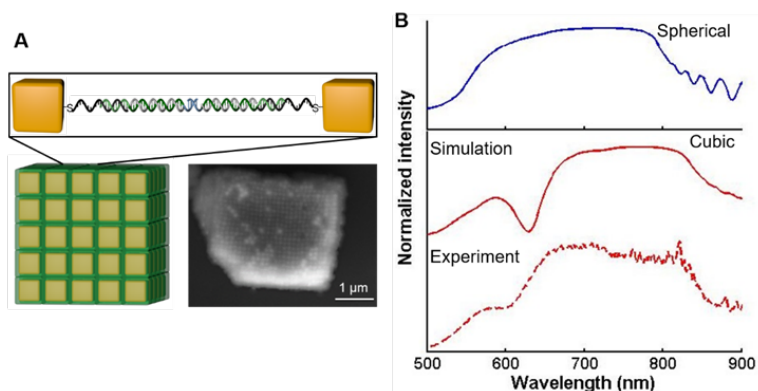 A
S
S
1 µm
B
Spherical
Simulation
Cubic
Experiment
Normalized intensity
500
600
700
800
900
Wavelength (nm)